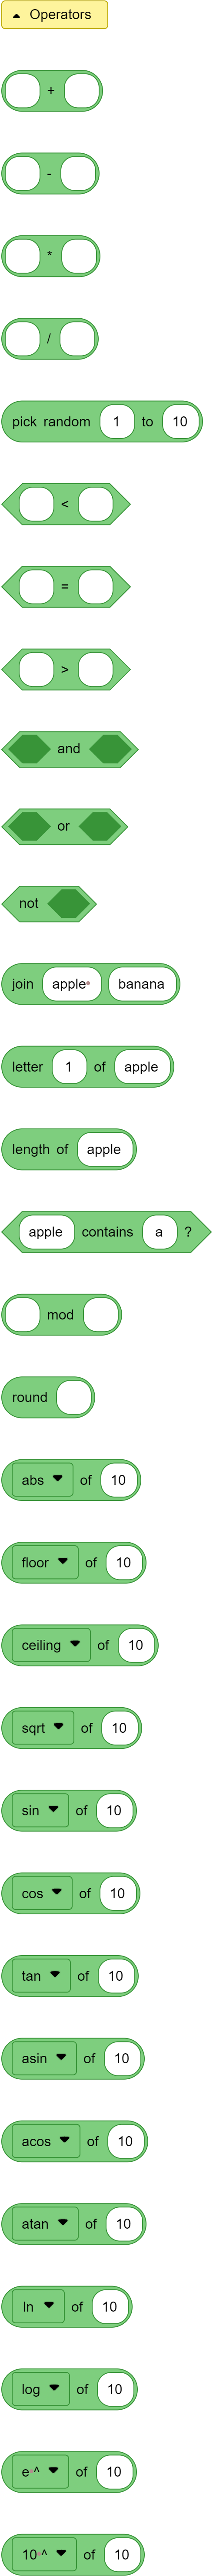 Operators
+
-
*
/
pick random 1 to 10
<
=
>
and
or
not
join apple banana
letter 1 of apple
length of apple
apple contains a ?
mod
round
abs of 10
floor of 10
ceiling of 10
sqrt of 10
sin of 10
cos of 10
tan of 10
asin of 10
acos of 10
atan of 10
ln of 10
log of 10
e ^ of 10
10 ^ of 10